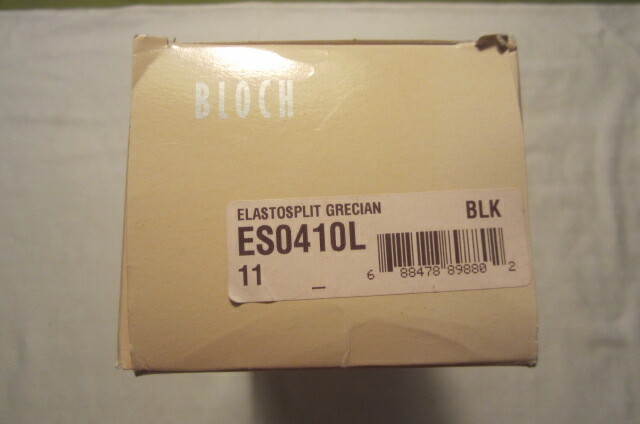 BLOCH
ELASTOSPLIT GRECIAN BLK
ES0410L
11 _
6 88478 89880 2